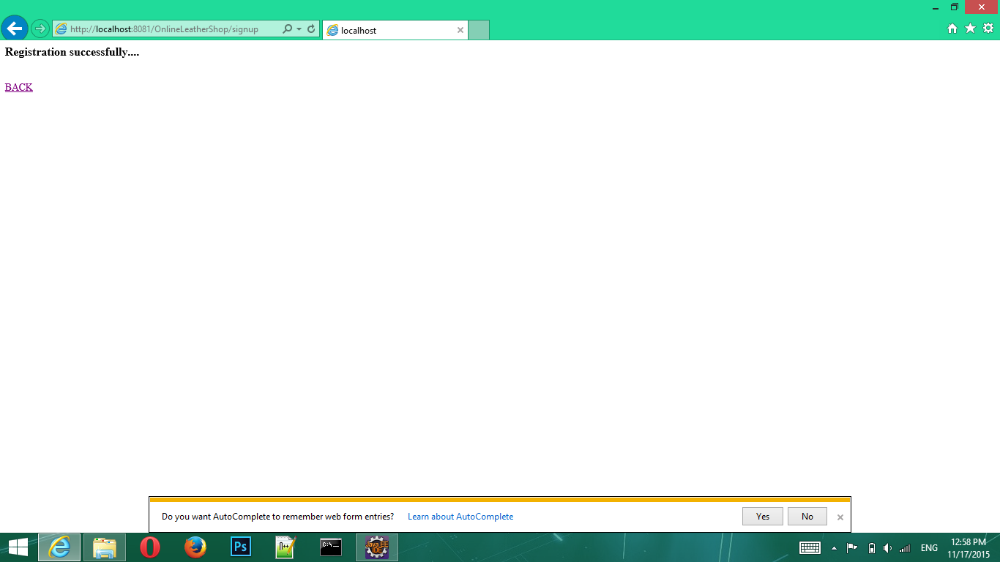 http://localhost:8081/OnlineLeatherShop/signup
localhost
Registration successfully....
BACK
Do you want AutoComplete to remember web form entries? Learn about AutoComplete Yes No
Ps
C:\_
Java EE
IDE
ENG
12:58 PM
11/17/2015